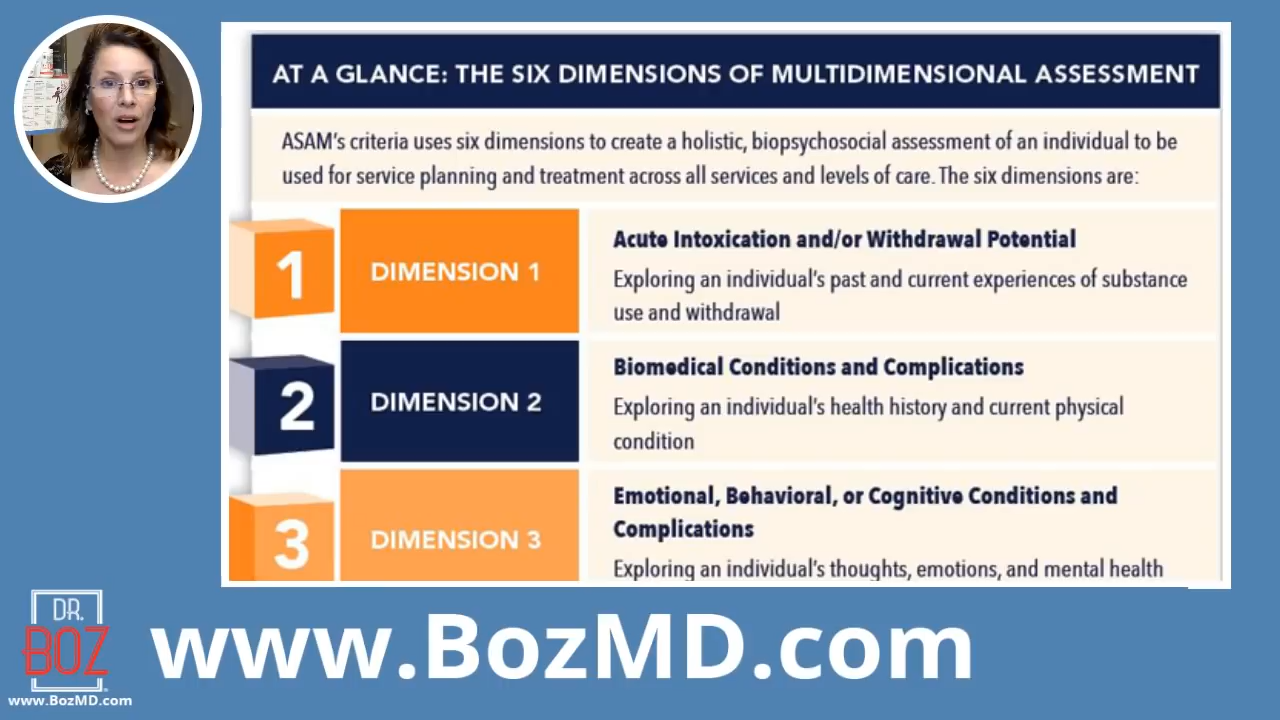 AT A GLANCE: THE SIX DIMENSIONS OF MULTIDIMENSIONAL ASSESSMENT
ASAM's criteria uses six dimensions to create a holistic, biopsychosocial assessment of an individual to be
used for service planning and treatment across all services and levels of care. The six dimensions are:
1
DIMENSION 1
Acute Intoxication and/or Withdrawal Potential
Exploring an individual's past and current experiences of substance
use and withdrawal
2
DIMENSION 2
Biomedical Conditions and Complications
Exploring an individual's health history and current physical
condition
3
DIMENSION 3
Emotional, Behavioral, or Cognitive Conditions and
Complications
Exploring an individual's thoughts, emotions, and mental health
DR.
BOZ
www.BozMD.com
www.BozMD.com